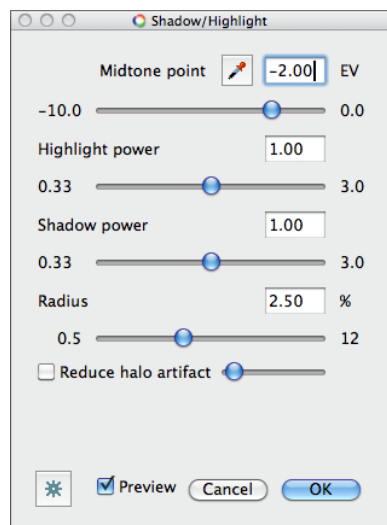 Shadow/Highlight
Midtone point -2.00 EV
-10.0 0.0
Highlight power 1.00
0.33 3.0
Shadow power 1.00
0.33 3.0
Radius 2.50 %
0.5 12
Reduce halo artifact
Preview Cancel OK